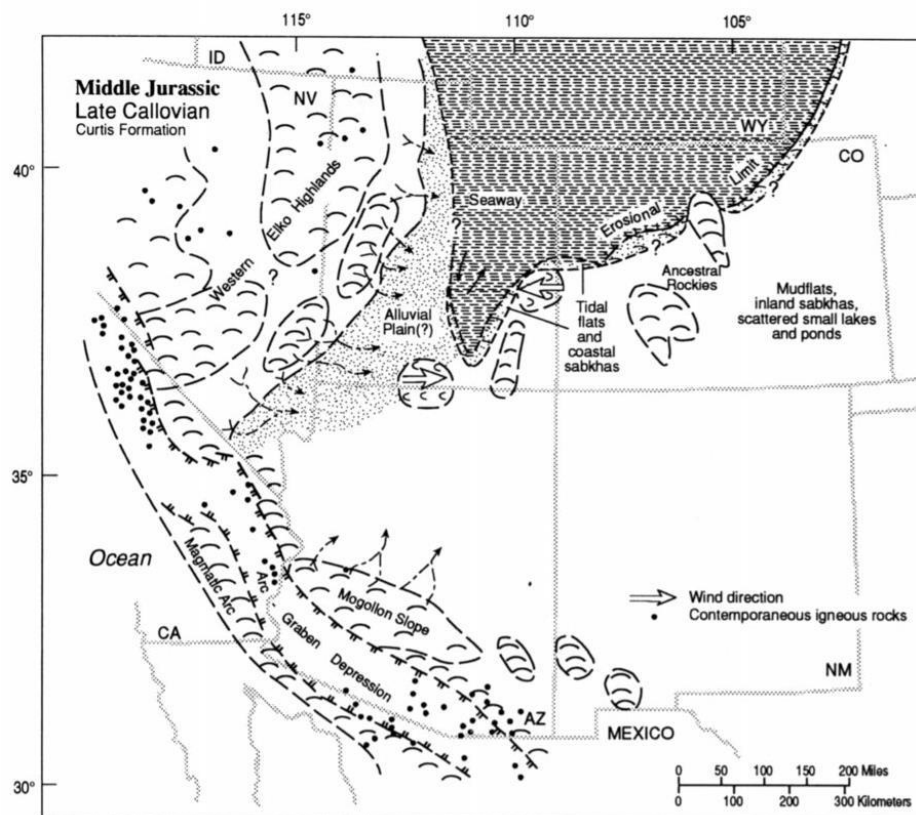 115°
110°
105°
ID
Middle Jurassic
Late Callovian
Curtis Formation
NV
WY
40°
CO
Elko Highlands
Western
?
Seaway
?
Erosional
Limit
?
?
?
Ancestral
Rockies
Mudflats,
inland sabkhas,
scattered small lakes
and ponds
Alluvial
Plain(?)
Tidal
flats
and
coastal
sabkhas
35°
Ocean
Magmatic Arc
Arc
Graben
Depression
Mogollon Slope
Wind direction
Contemporaneous igneous rocks
CA
NM
AZ
MEXICO
30°
0 50 100 150 200 Miles
0 100 200 300 Kilometers